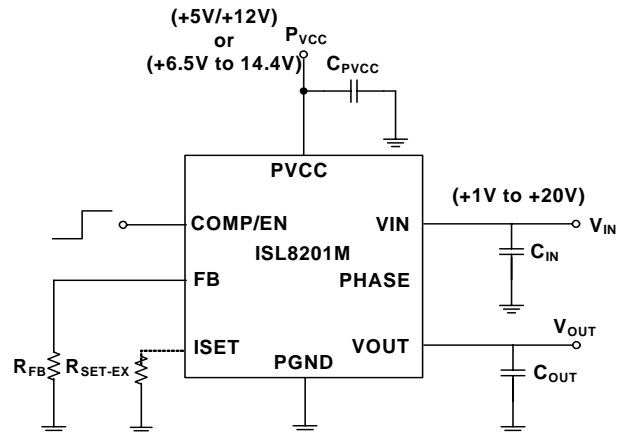 (+5V/+12V)
or
(+6.5V to 14.4V)
PVCC
CPVCC
PVCC
(+1V to +20V)
COMP/EN
VIN
VIN
ISL8201M
CIN
FB
PHASE
VOUT
ISET
VOUT
RFB
RSET-EX
PGND
COUT